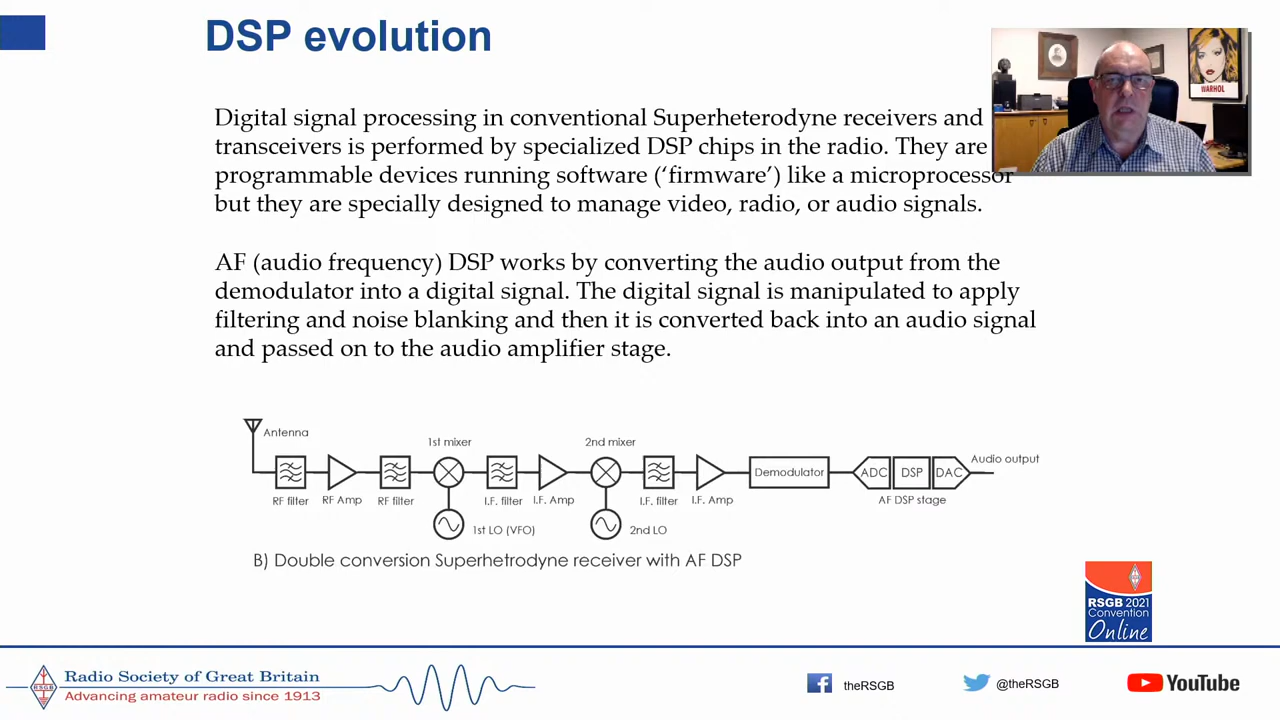 DSP evolution
WARHOL
Digital signal processing in conventional Superheterodyne receivers and
transceivers is performed by specialized DSP chips in the radio. They are
programmable devices running software (‘firmware’) like a microprocessor
but they are specially designed to manage video, radio, or audio signals.
AF (audio frequency) DSP works by converting the audio output from the
demodulator into a digital signal. The digital signal is manipulated to apply
filtering and noise blanking and then it is converted back into an audio signal
and passed on to the audio amplifier stage.
Antenna
1st mixer
2nd mixer
Audio output
Demodulator
ADC
DSP
DAC
RF filter
RF Amp
RF filter
I.F. filter
I.F. Amp
I.F. filter
I.F. Amp
AF DSP stage
1st LO (VFO)
2nd LO
B) Double conversion Superhetrodyne receiver with AF DSP
RSGB 2021
Convention
Online
RSGB
Radio Society of Great Britain
Advancing amateur radio since 1913
theRSGB
@theRSGB
YouTube